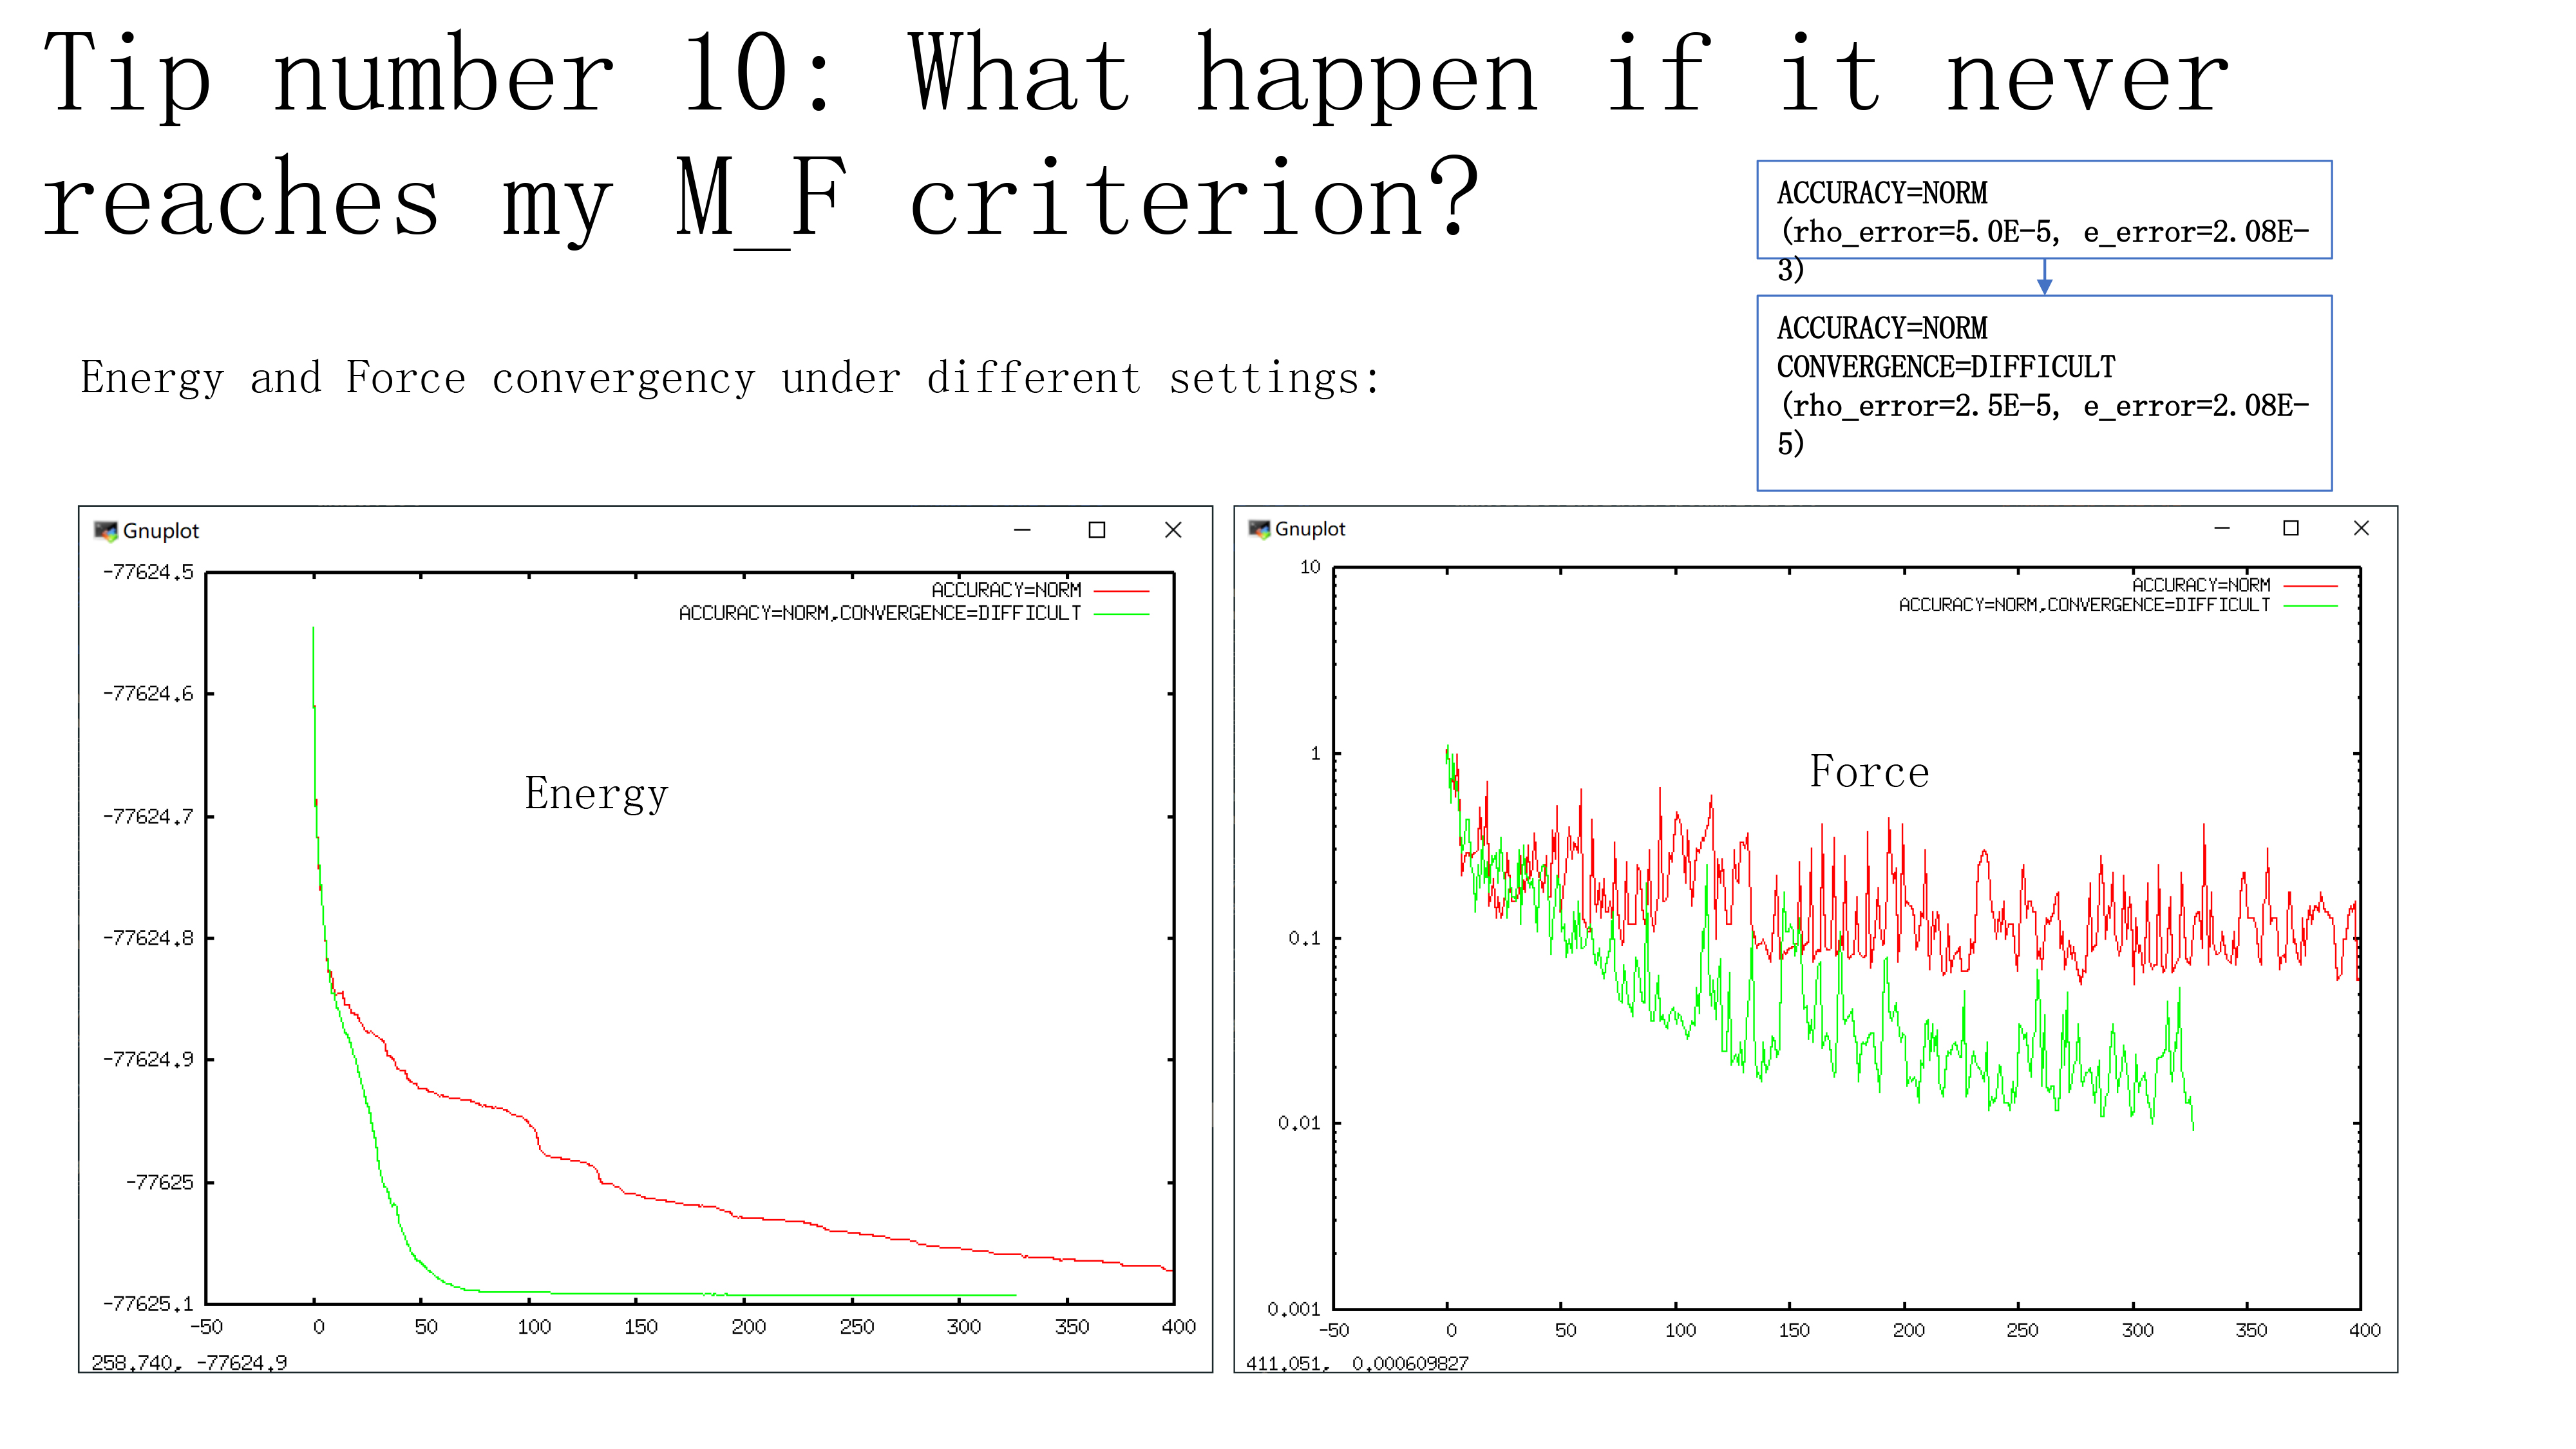 Tip number 10: What happen if it never
reaches my M_F criterion?
ACCURACY=NORM
(rho_error=5.0E-5, e_error=2.08E-
3)
ACCURACY=NORM
CONVERGENCE=DIFFICULT
(rho_error=2.5E-5, e_error=2.08E-
5)
Energy and Force convergency under different settings:
Gnuplot
-77624.5
-77624.6
-77624.7
-77624.8
-77624.9
-77625
-77625.1
ACCURACY=NORM
ACCURACY=NORM,CONVERGENCE=DIFFICULT
Energy
-50 0 50 100 150 200 250 300 350 400
258.740, -77624.9
Gnuplot
10
1
0.1
0.01
0.001
ACCURACY=NORM
ACCURACY=NORM,CONVERGENCE=DIFFICULT
Force
-50 0 50 100 150 200 250 300 350 400
411.051, 0.000609827